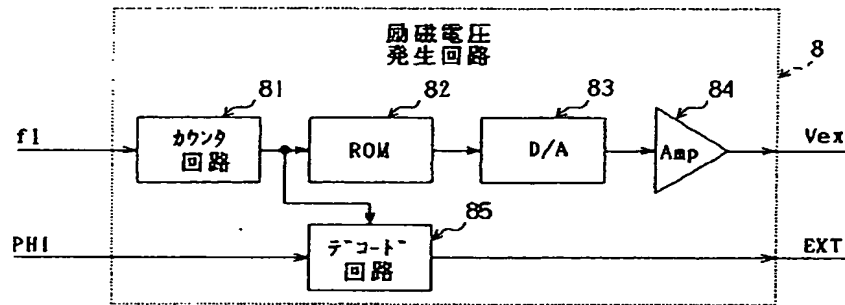 励磁電圧
発生回路
8
81
82
83
84
f1
カウンタ
回路
ROM
D/A
Amp
Vex
85
PHI
デコード
回路
EXT